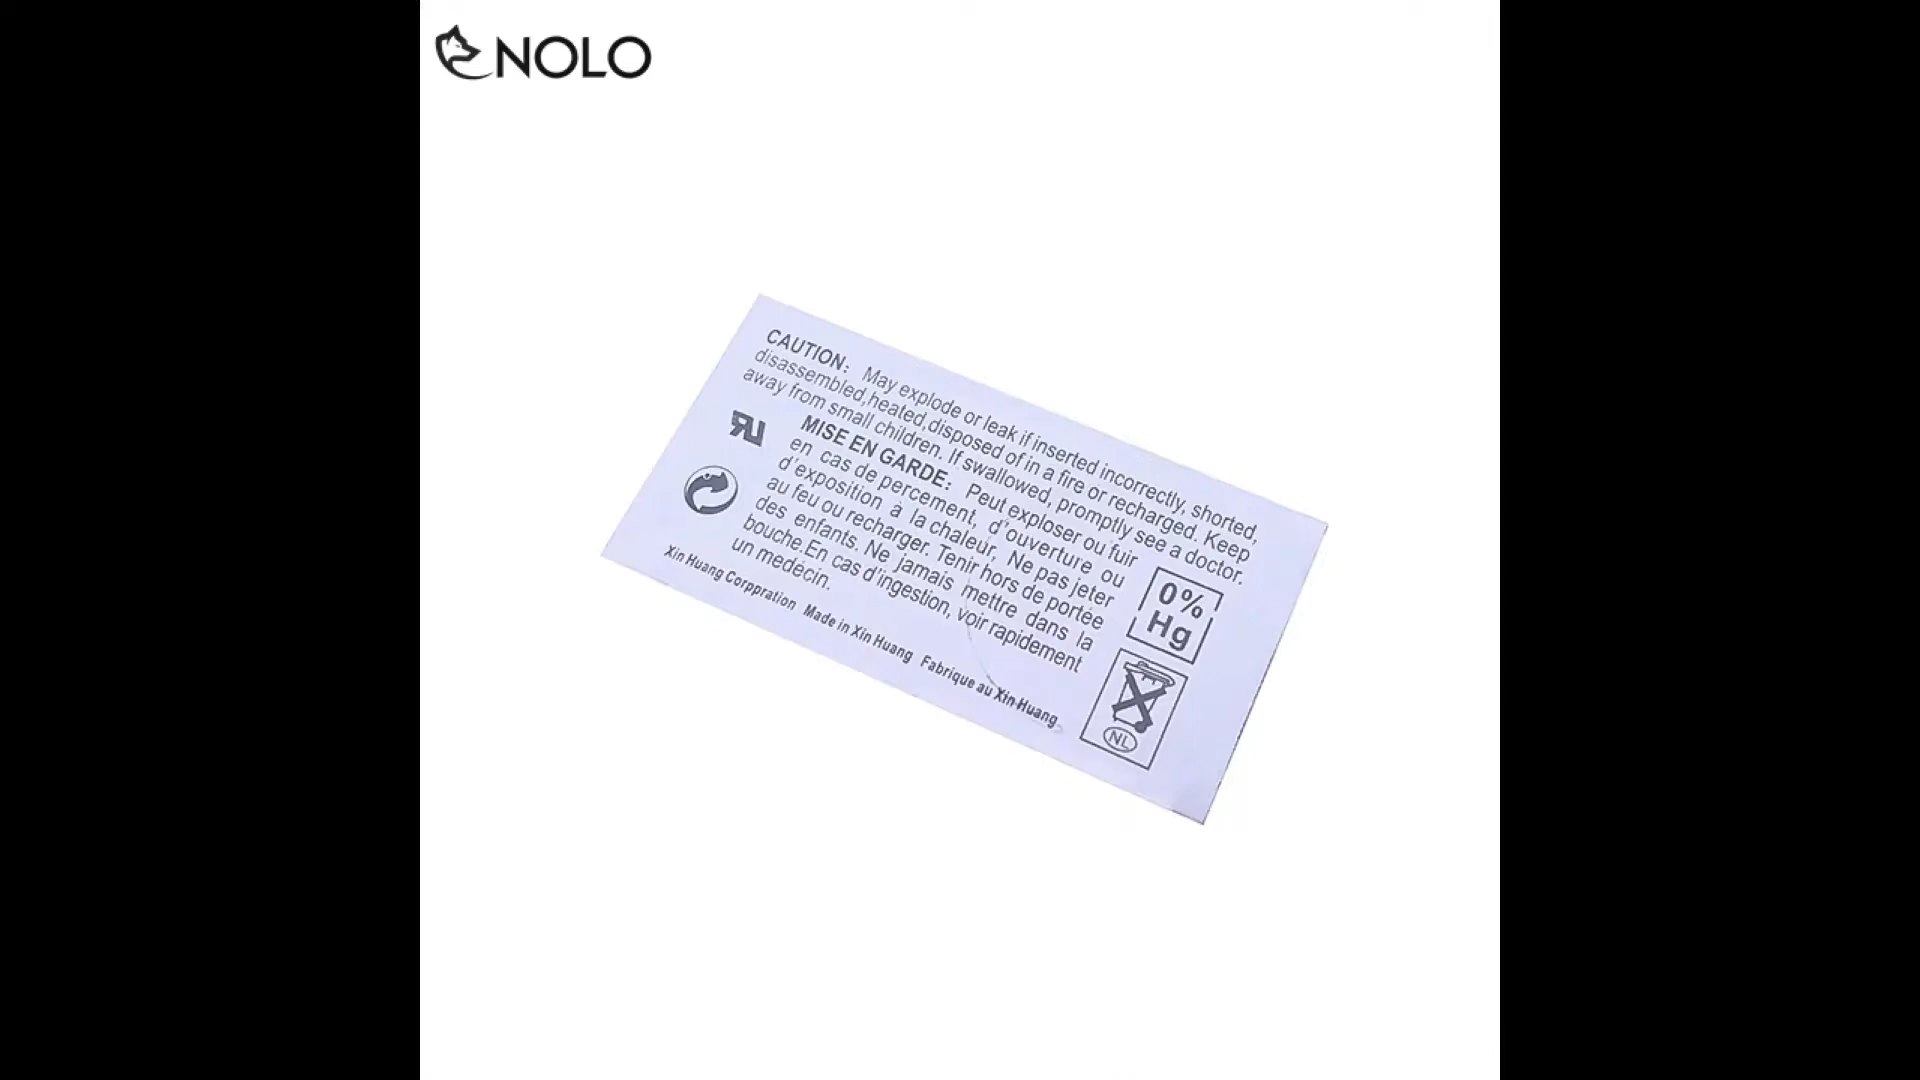 NOLO
CAUTION: May explode or leak if inserted incorrectly, shorted,
disassembled,heated,disposed of in a fire or recharged. Keep
away from small children. If swallowed, promptly see a doctor.
MISE EN GARDE: Peut exploser ou fuir
en cas de percement, d'ouverture ou
d'exposition à la chaleur, Ne pas jeter
au feu ou recharger. Tenir hors de portée
des enfants. Ne jamais mettre dans la
bouche.En cas d'ingestion, voir rapidement
un medécin.
0%
Hg
NL
Xin Huang Corppration Made in Xin Huang Fabrique au Xin Huang